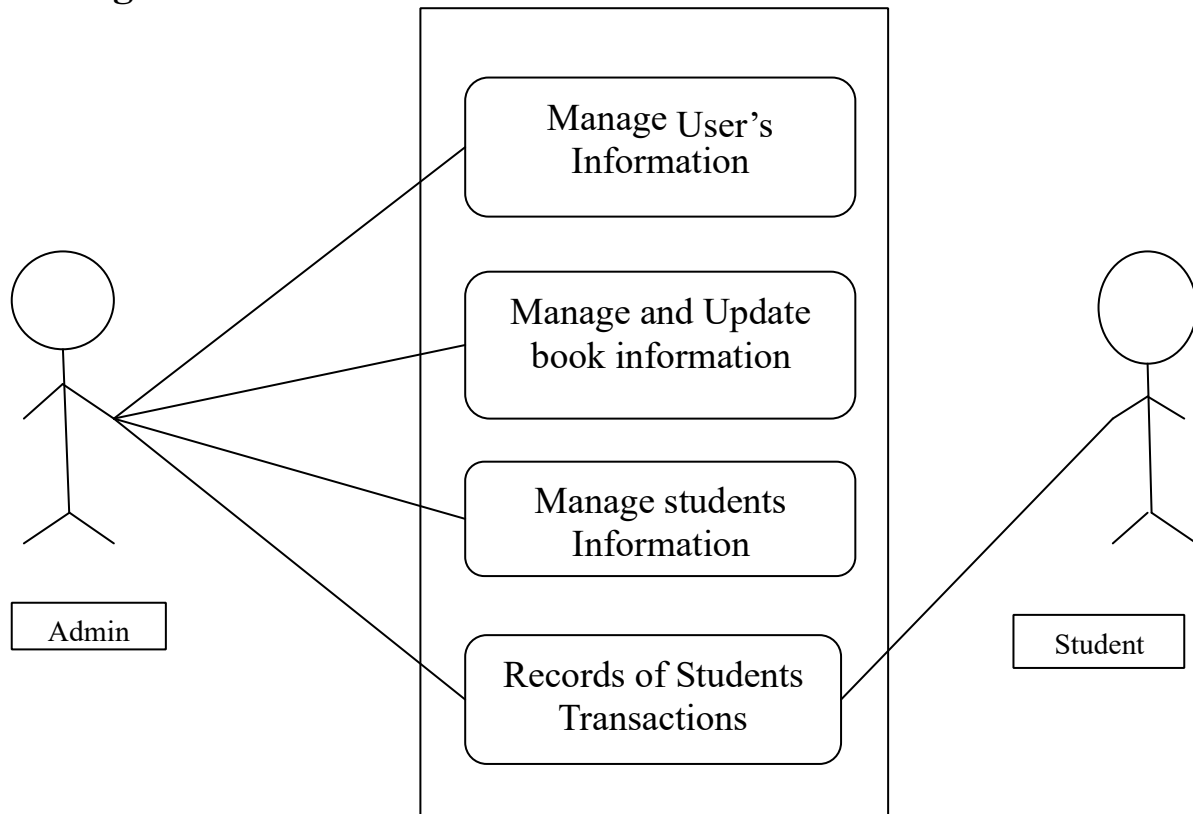 Manage User’s
Information
Manage and Update
book information
Manage students
Information
Admin
Student
Records of Students
Transactions